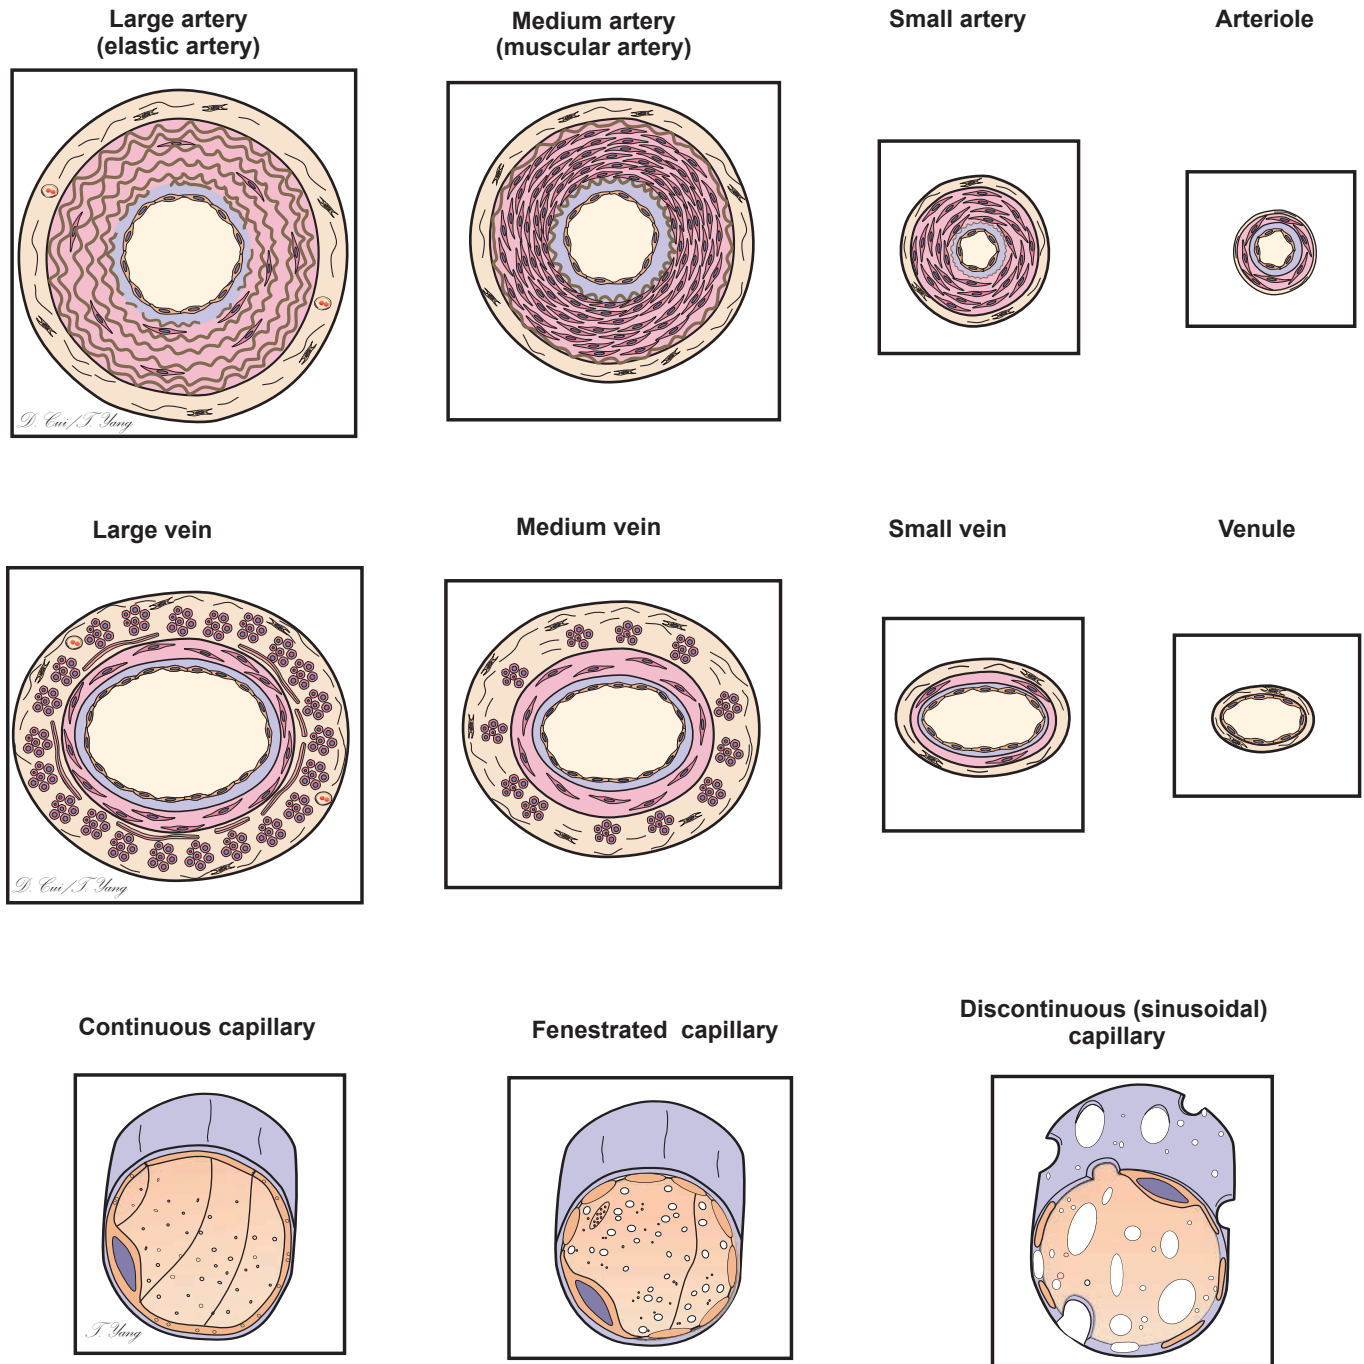 Large artery
(elastic artery)
Medium artery
(muscular artery)
Small artery
Arteriole
D. Cui/T. Yang
Large vein
Medium vein
Small vein
Venule
D. Cui/T. Yang
Continuous capillary
Fenestrated capillary
Discontinuous (sinusoidal)
capillary
T. Yang